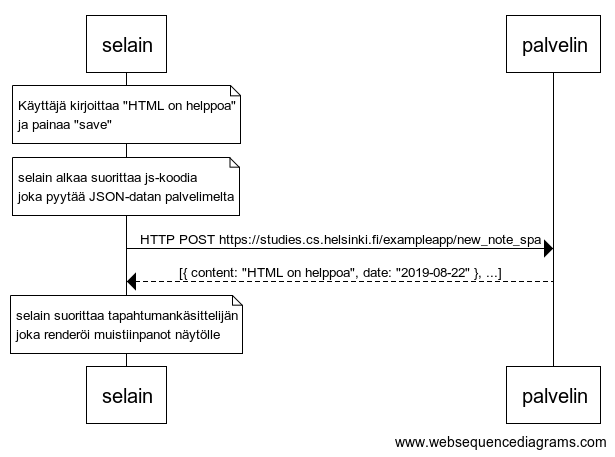 selain
palvelin
Käyttäjä kirjoittaa "HTML on helppoa"
ja painaa "save"
selain alkaa suorittaa js-koodia
joka pyytää JSON-datan palvelimelta
HTTP POST https://studies.cs.helsinki.fi/exampleapp/new_note_spa
[{ content: "HTML on helppoa", date: "2019-08-22" }, ...]
selain suorittaa tapahtumankäsittelijän
joka renderöi muistiinpanot näytölle
selain
palvelin
www.websequencediagrams.com